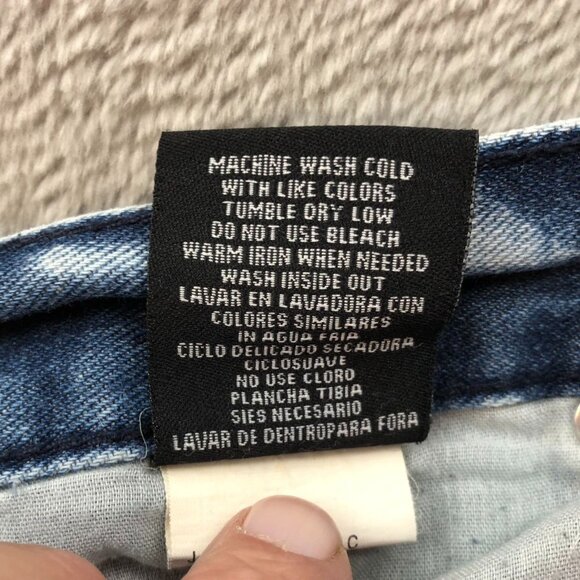 MACHINE WASH COLD
WITH LIKE COLORS
TUMBLE DRY LOW
DO NOT USE BLEACH
WARM IRON WHEN NEEDED
WASH INSIDE OUT
LAVAR EN LAVADORA CON
COLORES SIMILARES
IN AGUA FRIA
CICLO DELICADO SECADORA
CICLOSUAVE
NO USE CLORO
PLANCHA TIBIA
SIES NECESARIO
LAVAR DE DENTROPARA FORA
J C